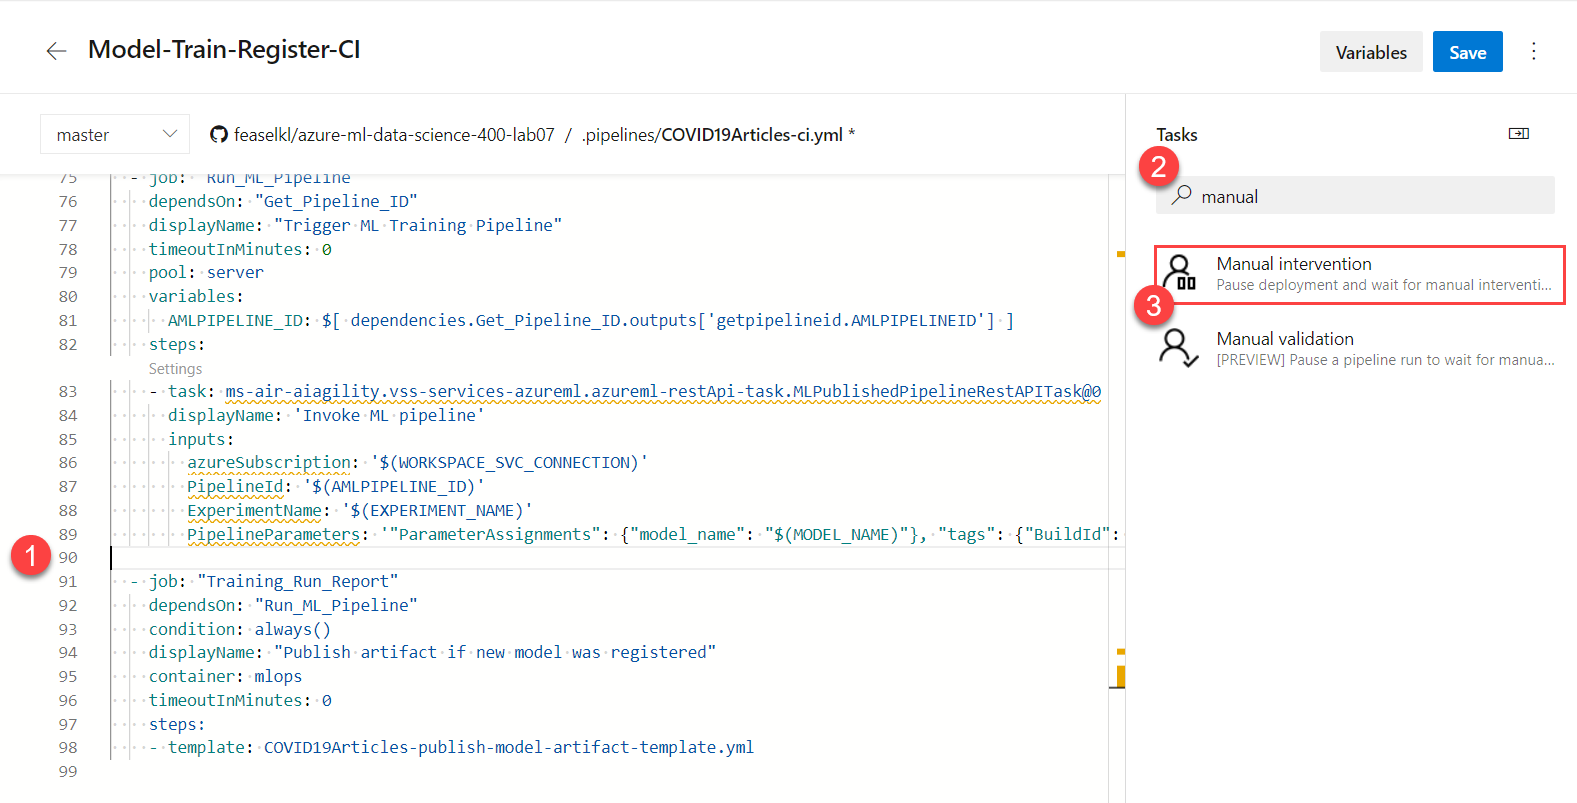 Model-Train-Register-CI
Variables
Save
master
feaselkl/azure-ml-data-science-400-lab07 / .pipelines/COVID19Articles-ci.yml *
75 - job: "Run_ML_Pipeline
76 dependsOn: "Get_Pipeline_ID"
77 displayName: "Trigger ML Training Pipeline"
78 timeoutInMinutes: 0
79 pool: server
80 variables:
81 AMLPIPELINE_ID: $[ dependencies.Get_Pipeline_ID.outputs['getpipelineid.AMLPIPELINEID'] ]
82 steps:
Settings
83 - task: ms-air-aiagility.vss-services-azureml.azureml-restApi-task.MLPublishedPipelineRestAPITask@0
84 displayName: 'Invoke ML pipeline'
85 inputs:
86 azureSubscription: '$(WORKSPACE_SVC_CONNECTION)'
87 PipelineId: '$(AMLPIPELINE_ID)'
88 ExperimentName: '$(EXPERIMENT_NAME)'
89 PipelineParameters: '"ParameterAssignments": {"model_name": "$(MODEL_NAME)"}, "tags": {"BuildId":
1
90
91 - job: "Training_Run_Report"
92 dependsOn: "Run_ML_Pipeline"
93 condition: always()
94 displayName: "Publish artifact if new model was registered"
95 container: mlops
96 timeoutInMinutes: 0
97 steps:
98 - template: COVID19Articles-publish-model-artifact-template.yml
99
Tasks
2
manual
Manual intervention
Pause deployment and wait for manual interventi...
3
Manual validation
[PREVIEW] Pause a pipeline run to wait for manua...